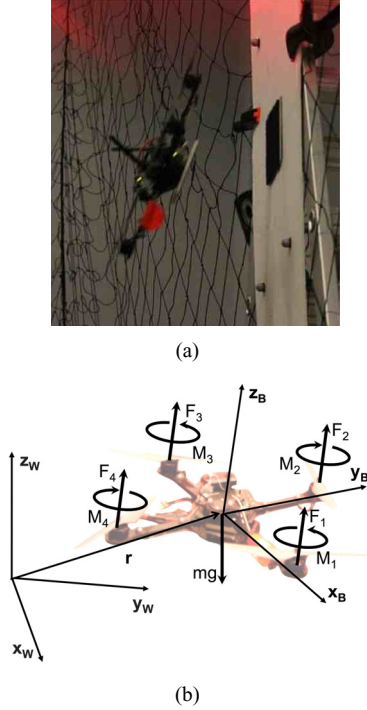 (a)
z_B
F_3
F_2
z_W
M_3
F_4
M_2
y_B
M_4
F_1
r
M_1
mg
x_B
y_W
x_W
(b)